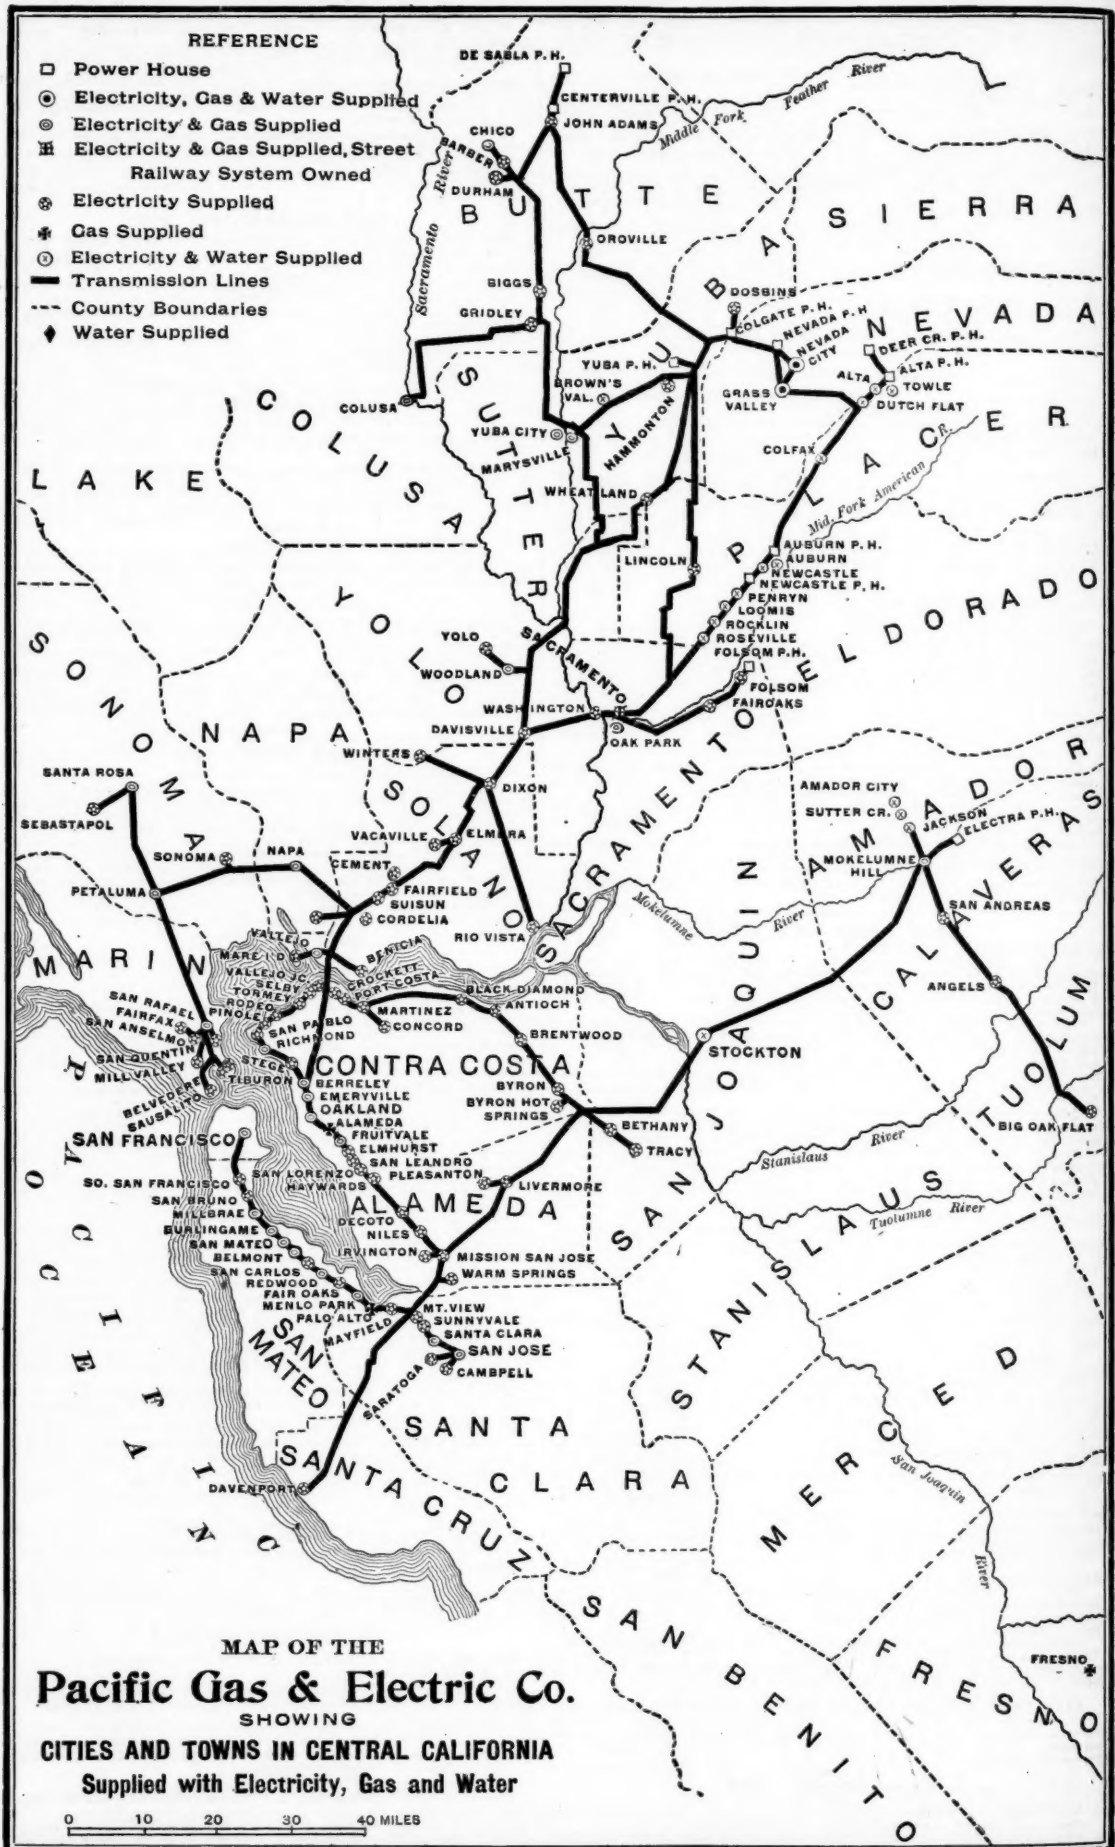 REFERENCE
Power House
Electricity, Gas & Water Supplied
Electricity & Gas Supplied
Electricity & Gas Supplied, Street
Railway System Owned
Electricity Supplied
Gas Supplied
Electricity & Water Supplied
Transmission Lines
County Boundaries
Water Supplied
DE SABLA P. H.
CENTERVILLE P. H.
JOHN ADAMS
CHICO
BARBER
DURHAM
Sacramento River
Middle Fork Feather River
BUTTE
SIERRA
OROVILLE
BIGGS
GRIDLEY
YUBA
DOBBINS
COLGATE P. H.
NEVADA P. H
NEVADA CITY
NEVADA
DEER CR. P. H.
ALTA P. H.
ALTA
TOWLE
DUTCH FLAT
GRASS VALLEY
YUBA P. H.
BROWN'S VAL.
HAMMONTON
COLUSA
COLUSA
SUTTER
YUBA CITY
MARYSVILLE
WHEATLAND
COLFAX
PLACER
Mid. Fork American CR.
LAKE
LINCOLN
AUBURN P. H.
AUBURN
NEWCASTLE
NEWCASTLE P. H.
PENRYN
LOOMIS
ROCKLIN
ROSEVILLE
FOLSOM P.H.
FOLSOM
FAIROAKS
ELDORADO
YOLO
YOLO
WOODLAND
SACRAMENTO
WASHINGTON
OAK PARK
DAVISVILLE
SONOMA
NAPA
WINTERS
DIXON
SOLANO
SACRAMENTO
SANTA ROSA
SEBASTAPOL
VACAVILLE
ELMIRA
SONOMA
NAPA
CEMENT
FAIRFIELD
SUISUN
CORDELIA
PETALUMA
RIO VISTA
AMADOR CITY
SUTTER CR.
JACKSON
ELECTRA P.H.
AMADOR
MOKELUMNE HILL
SAN ANDREAS
CALAVERAS
ANGELS
Mokelumne River
MARIN
VALLEJO
MARE I'D
BENICIA
VALLEJO JC.
CROCKETT
SELBY
PORT COSTA
TORMEY
RODEO
PINOLE
MARTINEZ
CONCORD
BLACK DIAMOND
ANTIOCH
BRENTWOOD
SAN RAFAEL
FAIRFAX
SAN ANSELMO
SAN QUENTIN
MILL VALLEY
BELVEDERE
SAUSALITO
TIBURON
SAN PABLO
RICHMOND
STEGE
CONTRA COSTA
BERRELEY
EMERYVILLE
OAKLAND
ALAMEDA
FRUITVALE
ELMHURST
SAN LEANDRO
SAN LORENZO
HAYWARDS
PLEASANTON
LIVERMORE
BYRON
BYRON HOT SPRINGS
BETHANY
TRACY
STOCKTON
SAN JOAQUIN
TUOLUM
BIG OAK FLAT
Stanislaus River
Tuolumne River
SAN FRANCISCO
SO. SAN FRANCISCO
SAN BRUNO
MILLBRAE
BURLINGAME
SAN MATEO
BELMONT
SAN CARLOS
REDWOOD
FAIR OAKS
MENLO PARK
PALO ALTO
MAYFIELD
ALAMEDA
DECOTO
NILES
IRVINGTON
MISSION SAN JOSE
WARM SPRINGS
MT. VIEW
SUNNYVALE
SANTA CLARA
SAN JOSE
CAMBPELL
SARATOGA
SAN MATEO
STANISLAUS
MERCED
San Joaquin River
SANTA CLARA
SANTA CRUZ
DAVENPORT
PACIFIC OCEAN
SAN BENITO
FRESNO
FRESNO
MAP OF THE
Pacific Gas & Electric Co.
SHOWING
CITIES AND TOWNS IN CENTRAL CALIFORNIA
Supplied with Electricity, Gas and Water
0 10 20 30 40 MILES